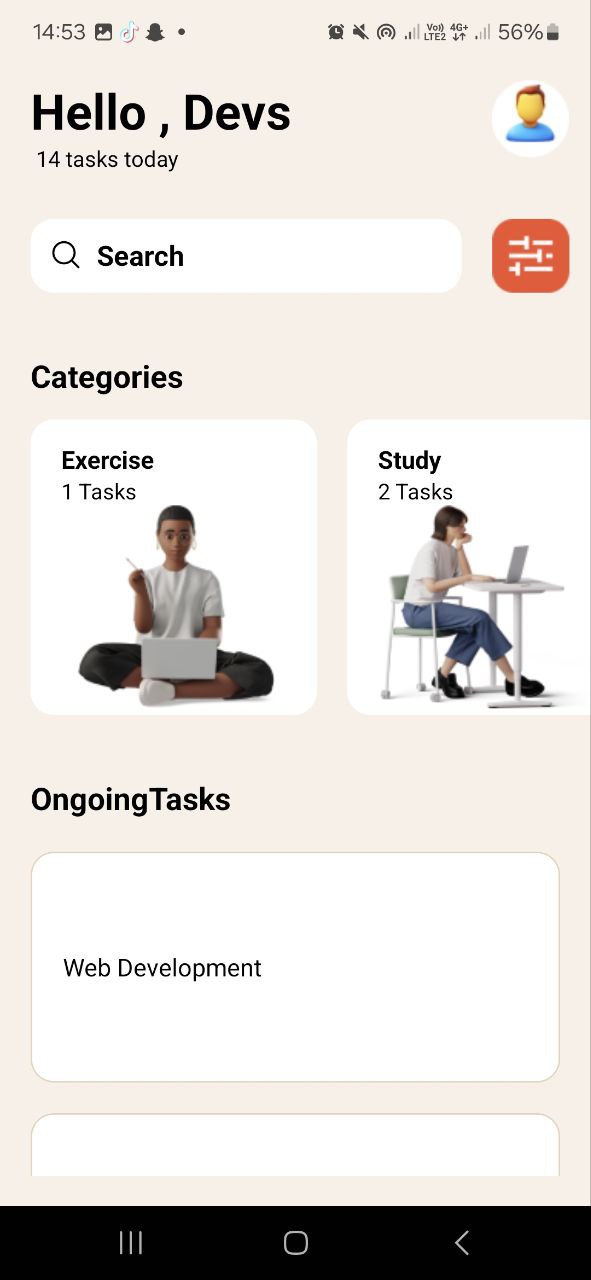 14:53 Vo)) LTE2 4G+ 56%
Hello , Devs
14 tasks today
Search
Categories
Exercise
1 Tasks
Study
2 Tasks
OngoingTasks
Web Development